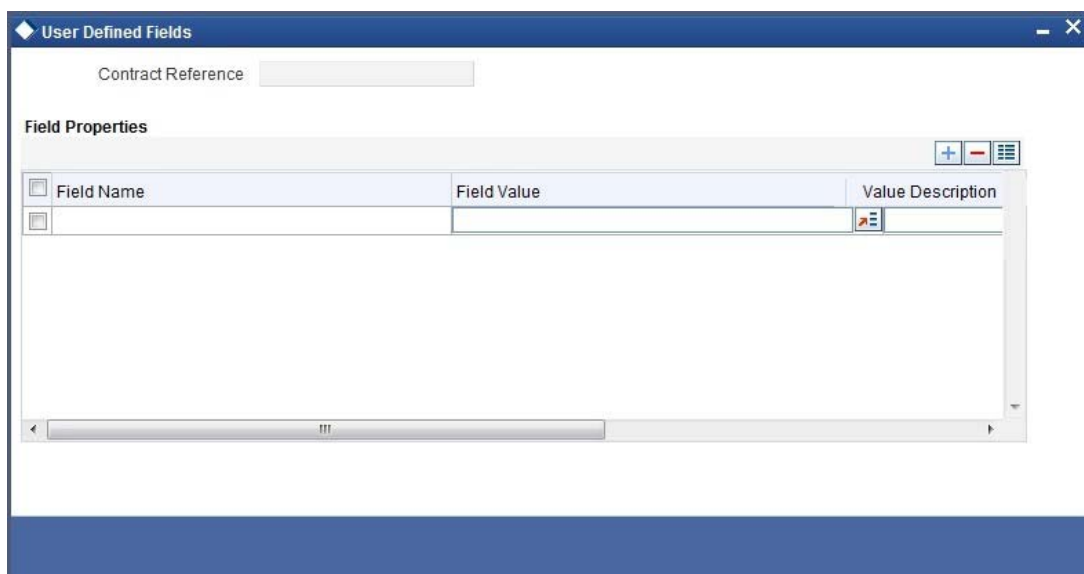 User Defined Fields
Contract Reference
Field Properties
Field Name Field Value Value Description